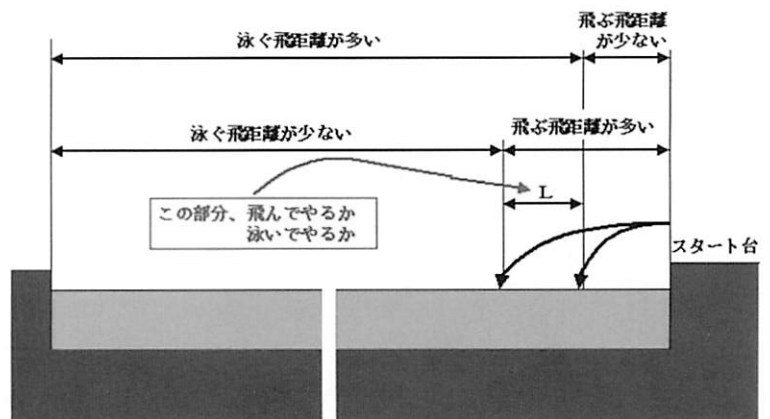 飛ぶ飛距離
が少ない
泳ぐ飛距離が多い
泳ぐ飛距離が少ない
飛ぶ飛距離が多い
L
この部分、飛んでやるか
泳いでやるか
スタート台